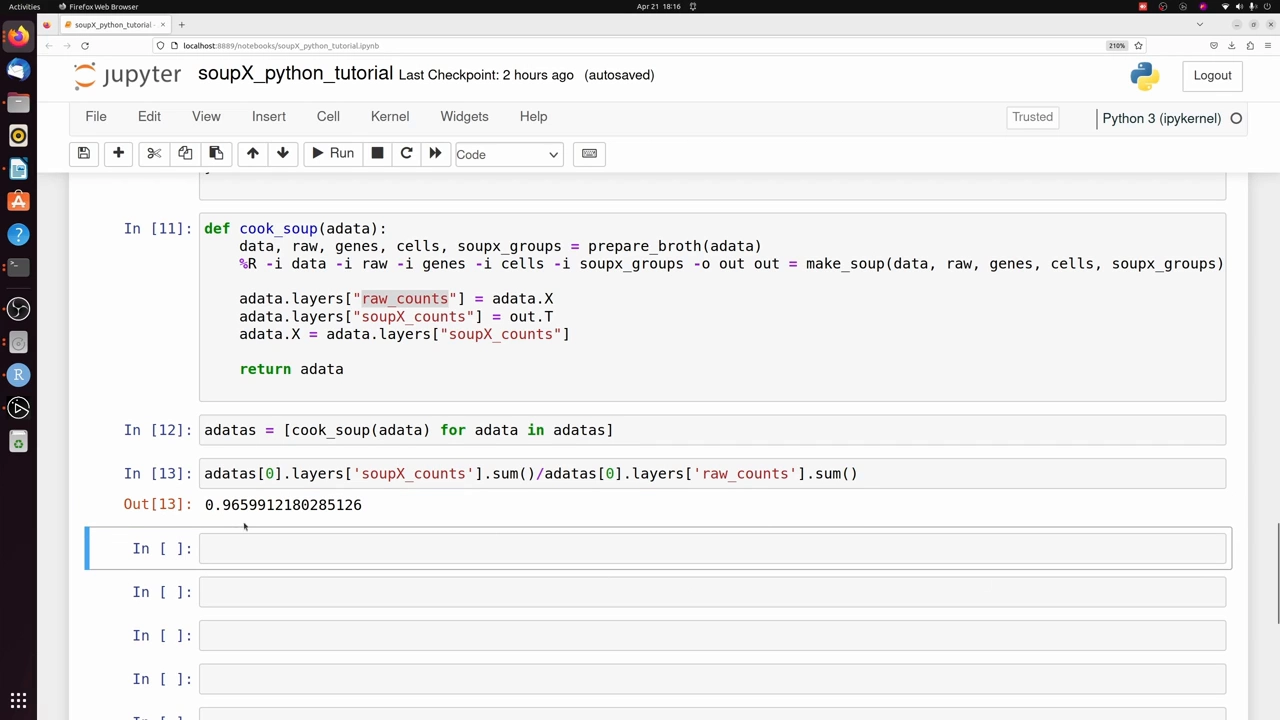 Activities
Firefox Web Browser
Apr 21 18:16
soupX_python_tutorial -
localhost:8889/notebooks/soupX_python_tutorial.ipynb
210%
jupyter
soupX_python_tutorial Last Checkpoint: 2 hours ago (autosaved)
Logout
File Edit View Insert Cell Kernel Widgets Help
Trusted
Python 3 (ipykernel)
Run
Code
In [11]:
def cook_soup(adata):
data, raw, genes, cells, soupx_groups = prepare_broth(adata)
%R -i data -i raw -i genes -i cells -i soupx_groups -o out out = make_soup(data, raw, genes, cells, soupx_groups)
adata.layers["raw_counts"] = adata.X
adata.layers["soupX_counts"] = out.T
adata.X = adata.layers["soupX_counts"]
return adata
In [12]:
adatas = [cook_soup(adata) for adata in adatas]
In [13]:
adatas[0].layers['soupX_counts'].sum()/adatas[0].layers['raw_counts'].sum()
Out[13]:
0.9659912180285126
In [ ]:
In [ ]:
In [ ]:
In [ ]: